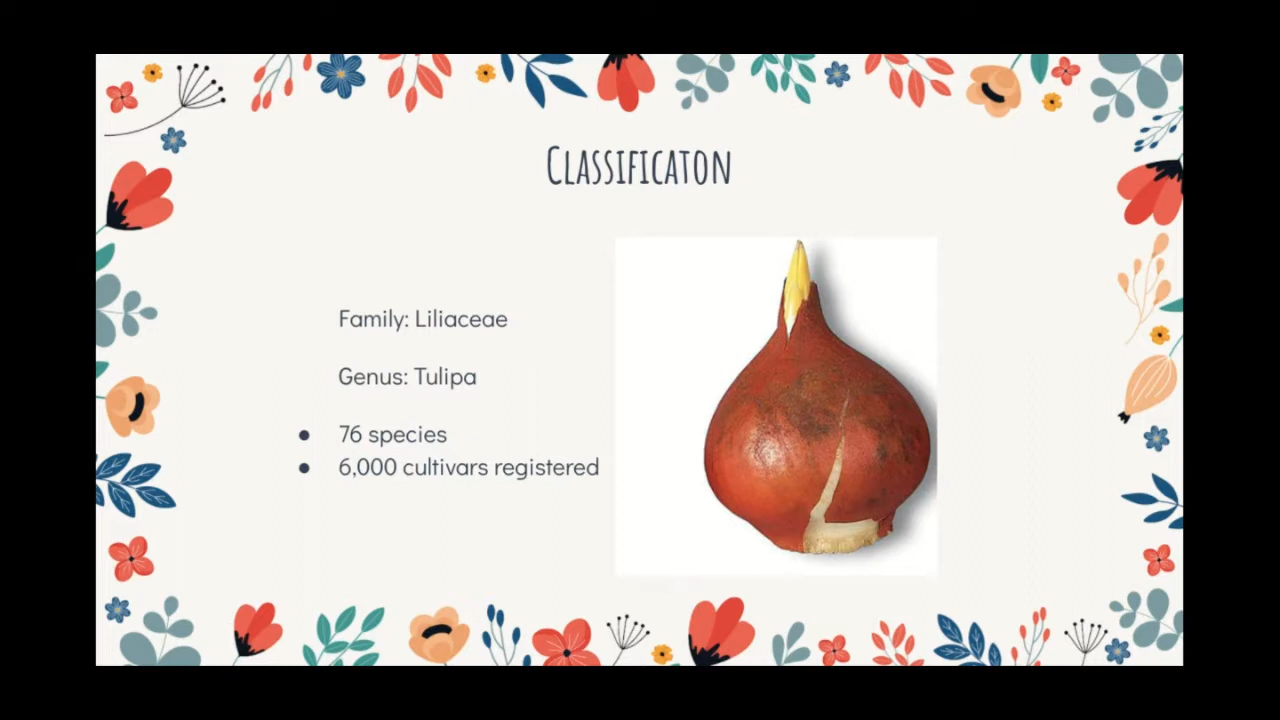 Classificaton
Family: Liliaceae
Genus: Tulipa
● 76 species
● 6,000 cultivars registered